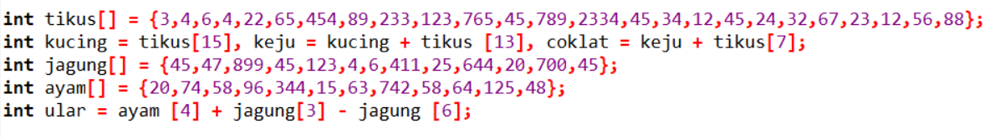 int tikus[] = {3,4,6,4,22,65,454,89,233,123,765,45,789,2334,45,34,12,45,24,32,67,23,12,56,88};
int kucing = tikus[15], keju = kucing + tikus [13], coklat = keju + tikus[7];
int jagung[] = {45,47,899,45,123,4,6,411,25,644,20,700,45};
int ayam[] = {20,74,58,96,344,15,63,742,58,64,125,48};
int ular = ayam [4] + jagung[3] - jagung [6];